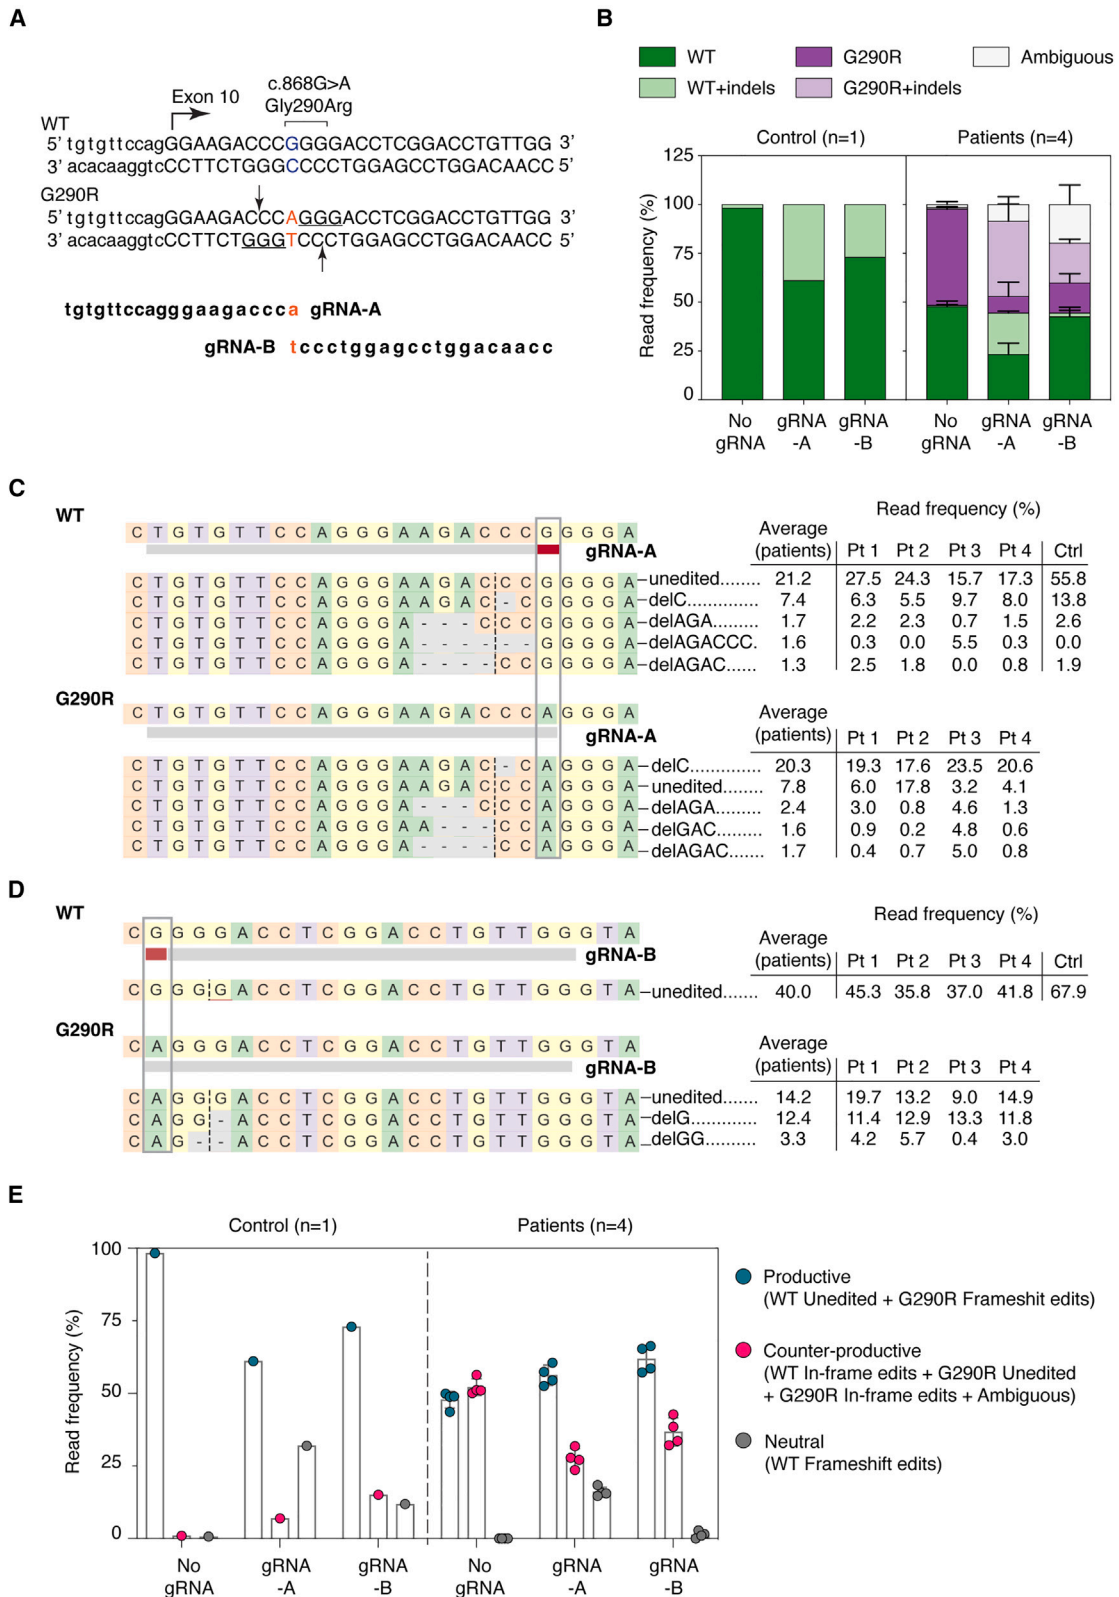 A
c.868G>A
Exon 10
Gly290Arg
WT
5' tgtgttccagGGAAGACCCGGGGACCTCGGACCTGTTGG 3'
3' acacaaggtcCCTTCTGGGCCCCTGGAGCCTGGACAACC 5'
G290R
5' tgtgttccagGGAAGACCCAGGGACCTCGGACCTGTTGG 3'
3' acacaaggtcCCTTCTGGGTCCCTGGAGCCTGGACAACC 5'
tgtgttccagggaagaccca gRNA-A
gRNA-B tccctggagcctggacaacc
B
WT G290R Ambiguous
WT+indels G290R+indels
Control (n=1) Patients (n=4)
Read frequency (%)
125
100
75
50
25
0
No gRNA gRNA No gRNA gRNA
gRNA -A -B gRNA -A -B
C
WT
Read frequency (%)
Average
(patients) Pt 1 Pt 2 Pt 3 Pt 4 Ctrl
C T G T G T T C C A G G G A A G A C C C G G G G A
gRNA-A
C T G T G T T C C A G G G A A G A C C C G G G G A unedited........ 21.2 27.5 24.3 15.7 17.3 55.8
C T G T G T T C C A G G G A A G A C - C G G G G A delC.............. 7.4 6.3 5.5 9.7 8.0 13.8
C T G T G T T C C A G G G A - - - C C C G G G G A delAGA......... 1.7 2.2 2.3 0.7 1.5 2.6
C T G T G T T C C A G G G A - - - - - - G G G G A delAGACCC. 1.6 0.3 0.0 5.5 0.3 0.0
C T G T G T T C C A G G G A - - - - C C G G G G A delAGAC...... 1.3 2.5 1.8 0.0 0.8 1.9
G290R
Average
(patients) Pt 1 Pt 2 Pt 3 Pt 4
C T G T G T T C C A G G G A A G A C C C A G G G A
gRNA-A
C T G T G T T C C A G G G A A G A C - C A G G G A delC.............. 20.3 19.3 17.6 23.5 20.6
C T G T G T T C C A G G G A A G A C C C A G G G A unedited........ 7.8 6.0 17.8 3.2 4.1
C T G T G T T C C A G G G A - - - C C C A G G G A delAGA......... 2.4 3.0 0.8 4.6 1.3
C T G T G T T C C A G G G A A - - - C C A G G G A delGAC......... 1.6 0.9 0.2 4.8 0.6
C T G T G T T C C A G G G A - - - - C C A G G G A delAGAC....... 1.7 0.4 0.7 5.0 0.8
D
WT
Read frequency (%)
Average
(patients) Pt 1 Pt 2 Pt 3 Pt 4 Ctrl
C G G G G A C C T C G G A C C T G T T G G G T A
gRNA-B
C G G G G A C C T C G G A C C T G T T G G G T A unedited....... 40.0 45.3 35.8 37.0 41.8 67.9
G290R
Average
(patients) Pt 1 Pt 2 Pt 3 Pt 4
C A G G G A C C T C G G A C C T G T T G G G T A
gRNA-B
C A G G G A C C T C G G A C C T G T T G G G T A unedited....... 14.2 19.7 13.2 9.0 14.9
C A G G - A C C T C G G A C C T G T T G G G T A delG............. 12.4 11.4 12.9 13.3 11.8
C A G - - A C C T C G G A C C T G T T G G G T A delGG.......... 3.3 4.2 5.7 0.4 3.0
E
Control (n=1) Patients (n=4)
Read frequency (%)
100
75
50
25
0
No gRNA gRNA No gRNA gRNA
gRNA -A -B gRNA -A -B
Productive
(WT Unedited + G290R Frameshit edits)
Counter-productive
(WT In-frame edits + G290R Unedited
+ G290R In-frame edits + Ambiguous)
Neutral
(WT Frameshift edits)